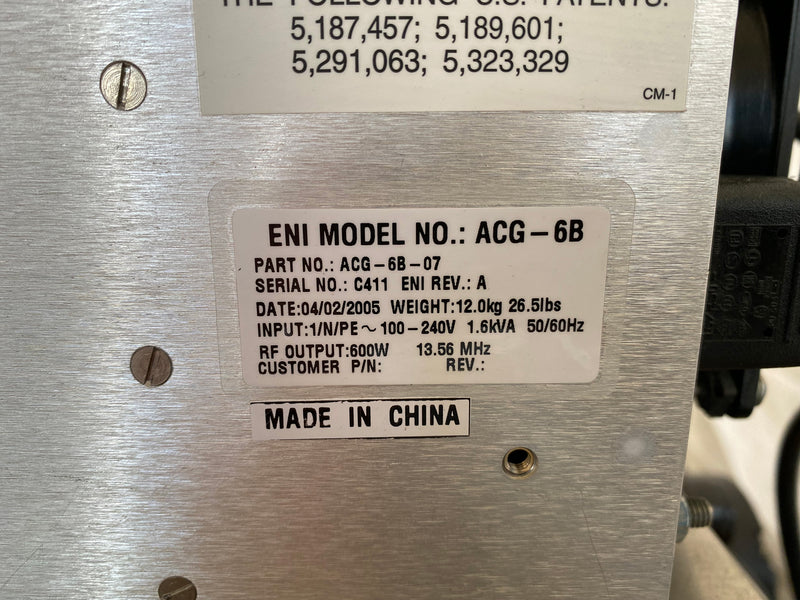 THE FOLLOWING U.S. PATENTS:
5,187,457; 5,189,601;
5,291,063; 5,323,329
CM-1
ENI MODEL NO.: ACG-6B
PART NO.: ACG-6B-07
SERIAL NO.: C411 ENI REV.: A
DATE:04/02/2005 WEIGHT:12.0kg 26.5lbs
INPUT:1/N/PE~100-240V 1.6kVA 50/60Hz
RF OUTPUT:600W 13.56 MHz
CUSTOMER P/N: REV.:
MADE IN CHINA